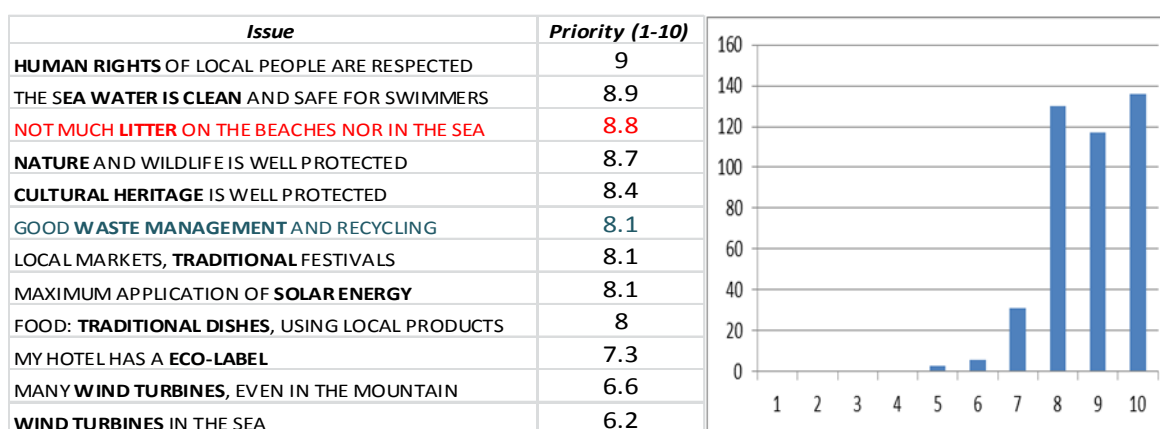 Issue Priority (1-10)
HUMAN RIGHTS OF LOCAL PEOPLE ARE RESPECTED 9
THE SEA WATER IS CLEAN AND SAFE FOR SWIMMERS 8.9
NOT MUCH LITTER ON THE BEACHES NOR IN THE SEA 8.8
NATURE AND WILDLIFE IS WELL PROTECTED 8.7
CULTURAL HERITAGE IS WELL PROTECTED 8.4
GOOD WASTE MANAGEMENT AND RECYCLING 8.1
LOCAL MARKETS, TRADITIONAL FESTIVALS 8.1
MAXIMUM APPLICATION OF SOLAR ENERGY 8.1
FOOD: TRADITIONAL DISHES, USING LOCAL PRODUCTS 8
MY HOTEL HAS A ECO-LABEL 7.3
MANY WIND TURBINES, EVEN IN THE MOUNTAIN 6.6
WIND TURBINES IN THE SEA 6.2
160
140
120
100
80
60
40
20
0
1 2 3 4 5 6 7 8 9 10